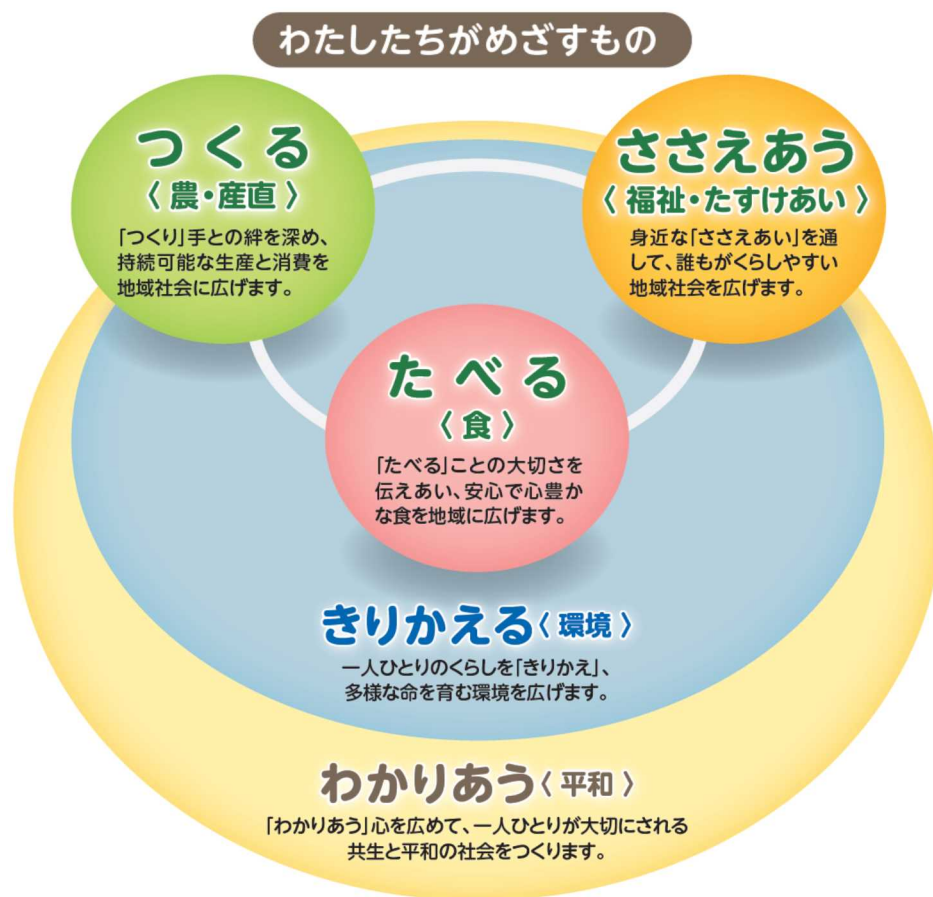 わたしたちがめざすもの
つくる
〈 農・産直 〉
「つくり」手との絆を深め、
持続可能な生産と消費を
地域社会に広げます。
ささえあう
〈 福祉・たすけあい 〉
身近な「ささえあい」を通
して、誰もがくらしやすい
地域社会を広げます。
たべる
〈 食 〉
「たべる」ことの大切さを
伝えあい、安心で心豊か
な食を地域に広げます。
きりかえる〈 環境 〉
一人ひとりのくらしを「きりかえ」、
多様な命を育む環境を広げます。
わかりあう〈 平和 〉
「わかりあう」心を広めて、一人ひとりが大切にされる
共生と平和の社会をつくります。